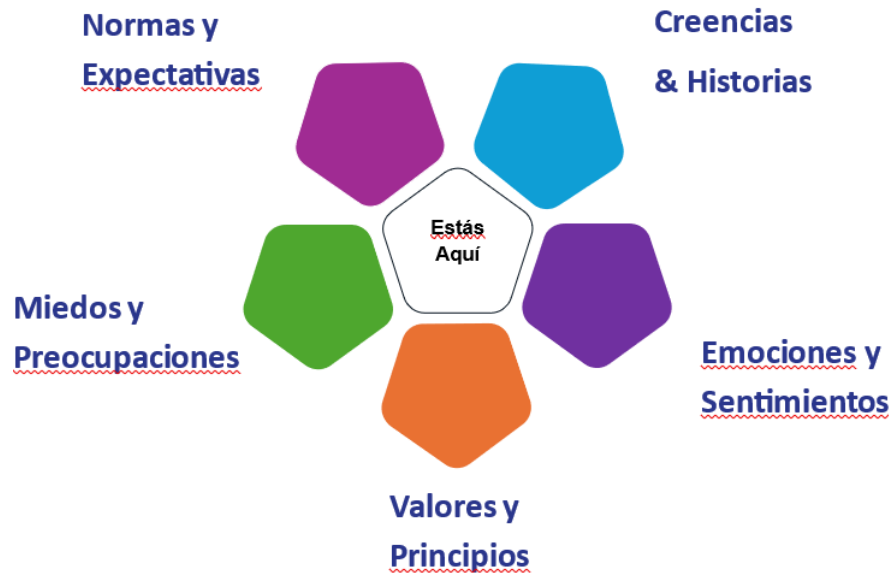 Normas y
Expectativas
Creencias
& Historias
Estás
Aquí
Miedos y
Preocupaciones
Emociones y
Sentimientos
Valores y
Principios